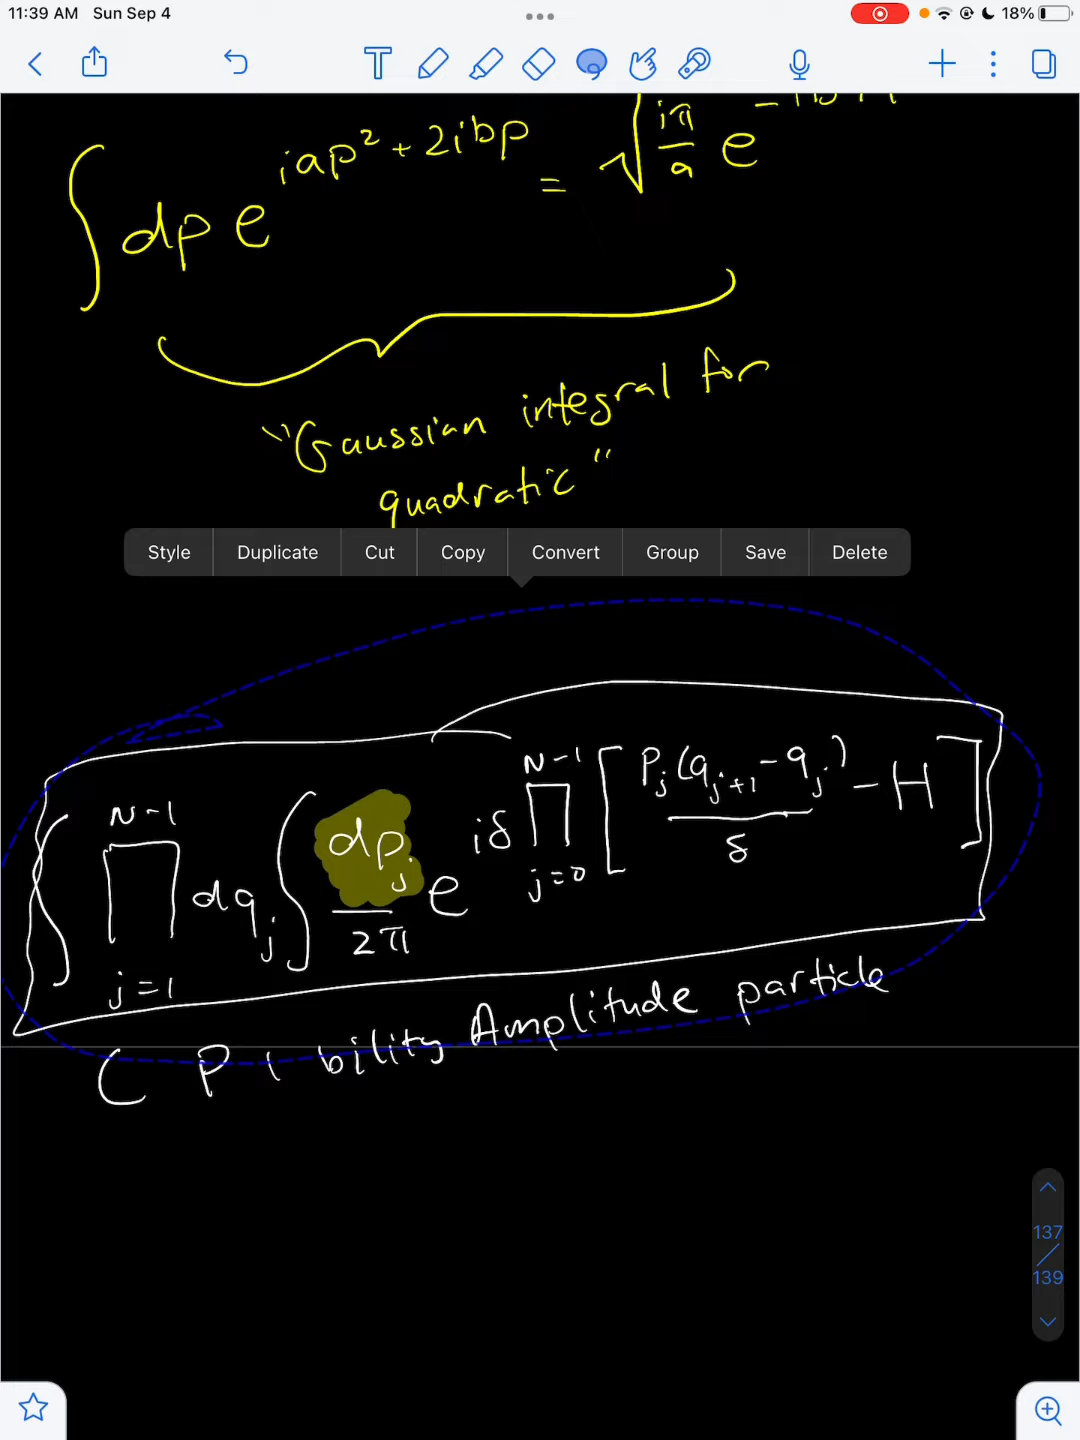 11:39 AM Sun Sep 4
18%
∫ dp e^{iap² + 2ibp} = √(iπ/a) e
"Gaussian integral for
quadratic"
Style Duplicate Cut Copy Convert Group Save Delete
∫ ∏_{j=1}^{N-1} dq_j ∫ dp_j/2π e^{iδ ∏_{j=0}^{N-1} [P_j(q_{j+1} - q_j)/δ - H]}
bility Amplitude particle
137
/
139